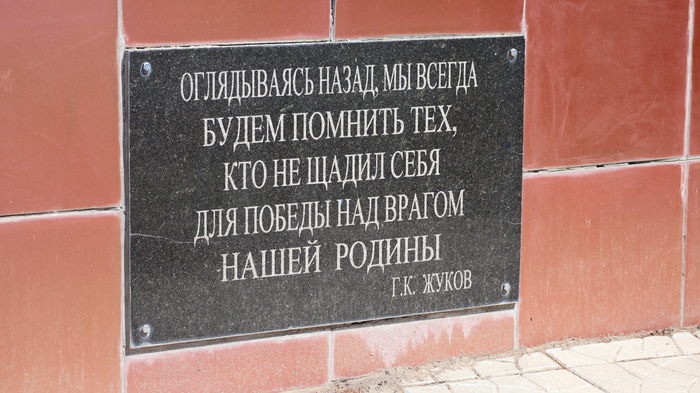 ОГЛЯДЫВАЯСЬ НАЗАД, МЫ ВСЕГДА
БУДЕМ ПОМНИТЬ ТЕХ,
КТО НЕ ЩАДИЛ СЕБЯ
ДЛЯ ПОБЕДЫ НАД ВРАГОМ
НАШЕЙ РОДИНЫ
Г.К. ЖУКОВ